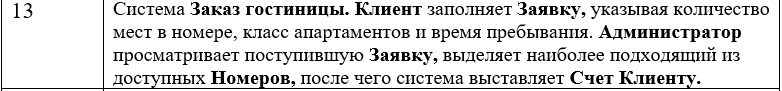 13
Система Заказ гостиницы. Клиент заполняет Заявку, указывая количество
мест в номере, класс апартаментов и время пребывания. Администратор
просматривает поступившую Заявку, выделяет наиболее подходящий из
доступных Номеров, после чего система выставляет Счет Клиенту.